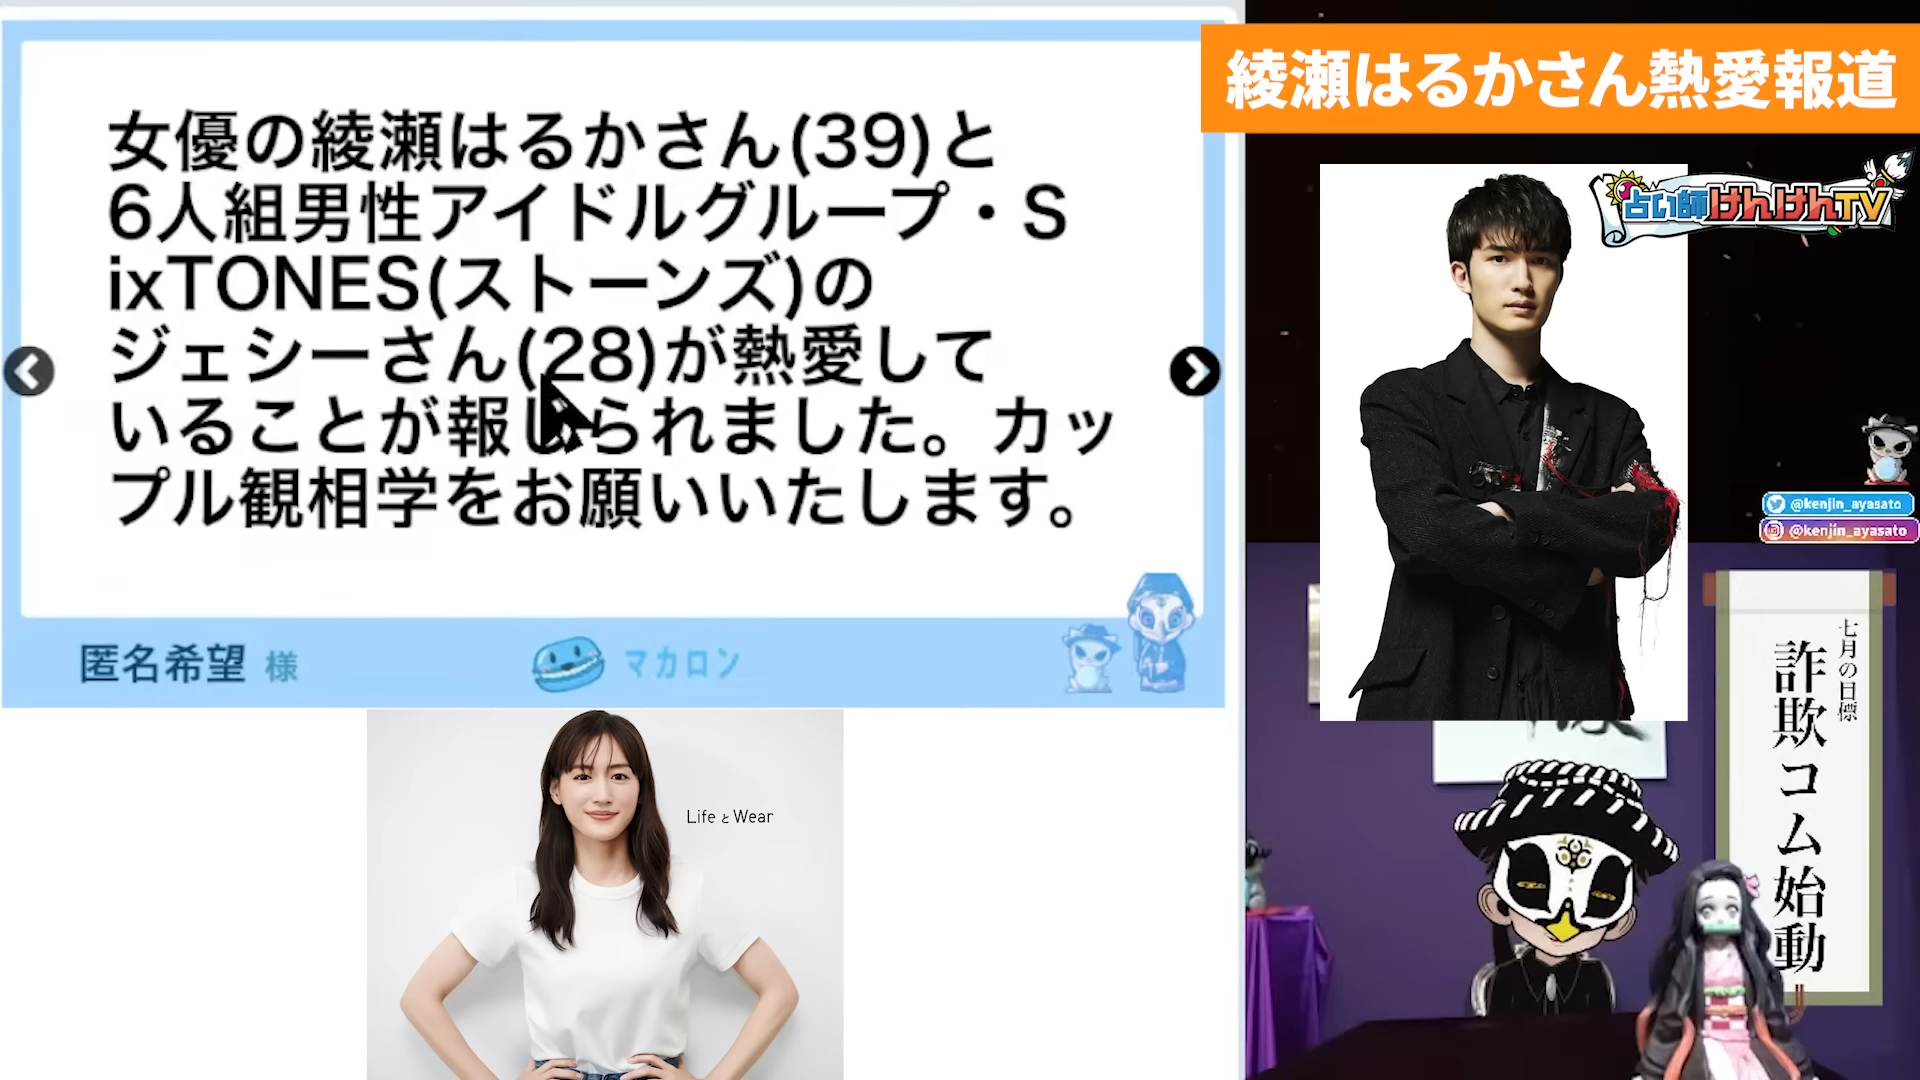 綾瀬はるかさん熱愛報道
女優の綾瀬はるかさん(39)と
6人組男性アイドルグループ・S
ixTONES(ストーンズ)の
ジェシーさん(28)が熱愛して
いることが報じられました。カッ
プル観相学をお願いいたします。
匿名希望 様
マカロン
Life と Wear
占い師けんけんTV
@kenjin_ayasato
@kenjin_ayasato
七月の目標
詐欺コム始動